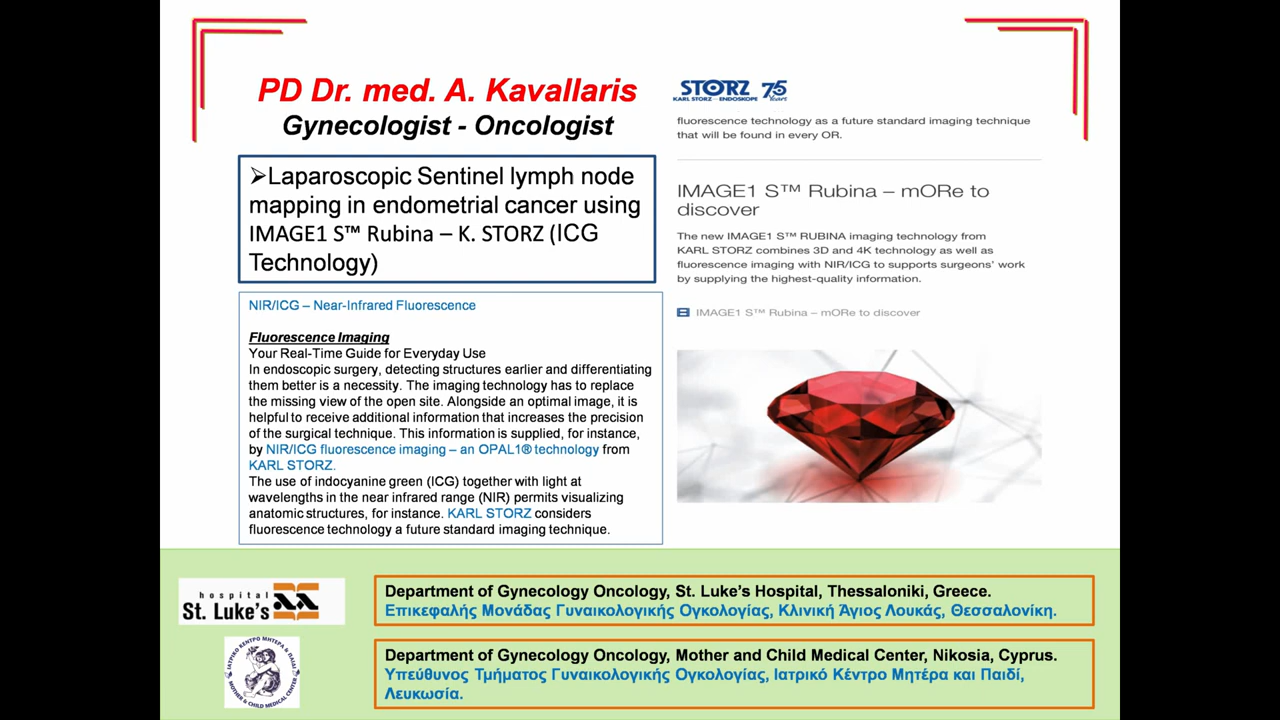 PD Dr. med. A. Kavallaris
Gynecologist - Oncologist
➢Laparoscopic Sentinel lymph node
mapping in endometrial cancer using
IMAGE1 S™ Rubina – K. STORZ (ICG
Technology)
NIR/ICG – Near-Infrared Fluorescence
Fluorescence Imaging
Your Real-Time Guide for Everyday Use
In endoscopic surgery, detecting structures earlier and differentiating
them better is a necessity. The imaging technology has to replace
the missing view of the open site. Alongside an optimal image, it is
helpful to receive additional information that increases the precision
of the surgical technique. This information is supplied, for instance,
by NIR/ICG fluorescence imaging – an OPAL1® technology from
KARL STORZ.
The use of indocyanine green (ICG) together with light at
wavelengths in the near infrared range (NIR) permits visualizing
anatomic structures, for instance. KARL STORZ considers
fluorescence technology a future standard imaging technique.
STORZ 75
KARL STORZ – ENDOSKOPE Years
fluorescence technology as a future standard imaging technique
that will be found in every OR.
IMAGE1 S™ Rubina – mORe to
discover
The new IMAGE1 S™ RUBINA imaging technology from
KARL STORZ combines 3D and 4K technology as well as
fluorescence imaging with NIR/ICG to supports surgeons' work
by supplying the highest-quality information.
IMAGE1 S™ Rubina – mORe to discover
hospital
St. Luke's
Department of Gynecology Oncology, St. Luke's Hospital, Thessaloniki, Greece.
Επικεφαλής Μονάδας Γυναικολογικής Ογκολογίας, Κλινική Άγιος Λουκάς, Θεσσαλονίκη.
ΙΑΤΡΙΚΟ ΚΕΝΤΡΟ ΜΗΤΕΡΑ & ΠΑΙΔΙ
MOTHER & CHILD MEDICAL CENTER
Department of Gynecology Oncology, Mother and Child Medical Center, Nikosia, Cyprus.
Υπεύθυνος Τμήματος Γυναικολογικής Ογκολογίας, Ιατρικό Κέντρο Μητέρα και Παιδί,
Λευκωσία.